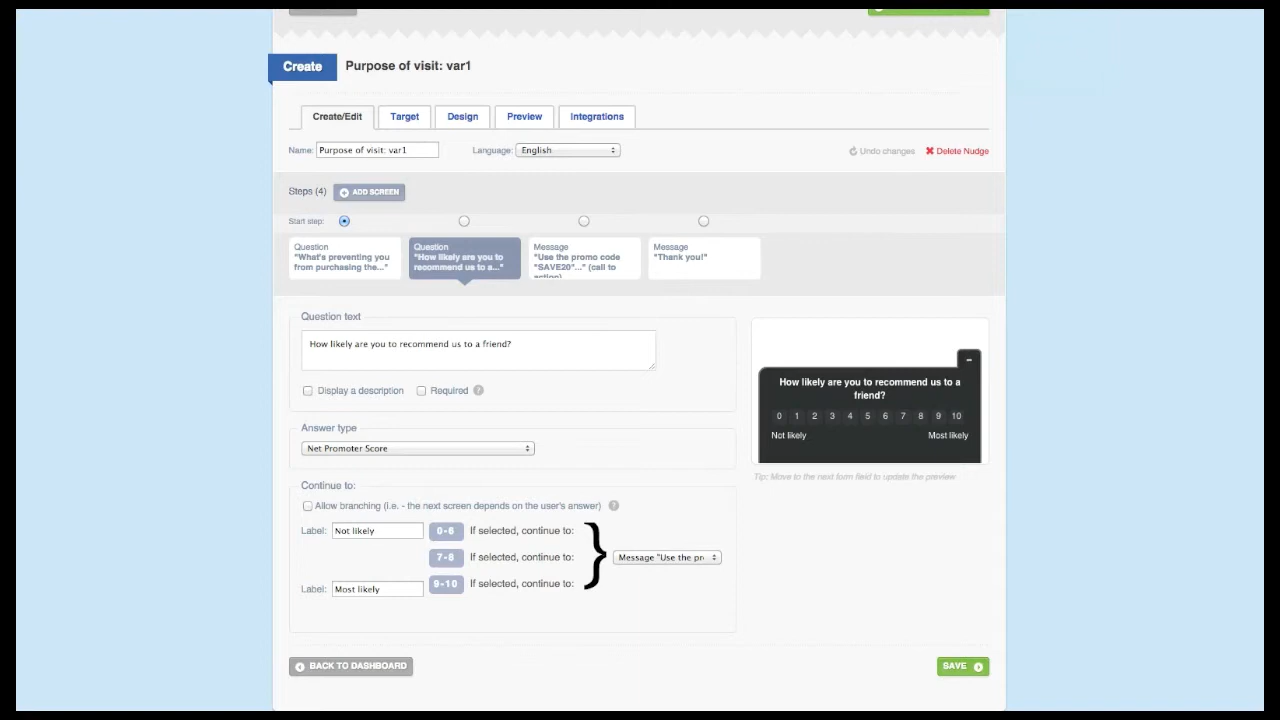 Create
Purpose of visit: var1
Create/Edit
Target
Design
Preview
Integrations
Name: Purpose of visit: var1
Language: English
Undo changes
Delete Nudge
Steps (4)
ADD SCREEN
Start step:
Question
"What's preventing you
from purchasing the..."
Question
"How likely are you to
recommend us to a..."
Message
"Use the promo code
"SAVE20"..." (call to
action)
Message
"Thank you!"
Question text
How likely are you to recommend us to a friend?
Display a description
Required ?
Answer type
Net Promoter Score
Continue to:
Allow branching (i.e. - the next screen depends on the user's answer) ?
Label: Not likely
0-6 If selected, continue to:
7-8 If selected, continue to:
} Message "Use the pr
Label: Most likely
9-10 If selected, continue to:
How likely are you to recommend us to a
friend?
0 1 2 3 4 5 6 7 8 9 10
Not likely Most likely
Tip: Move to the next form field to update the preview
BACK TO DASHBOARD
SAVE